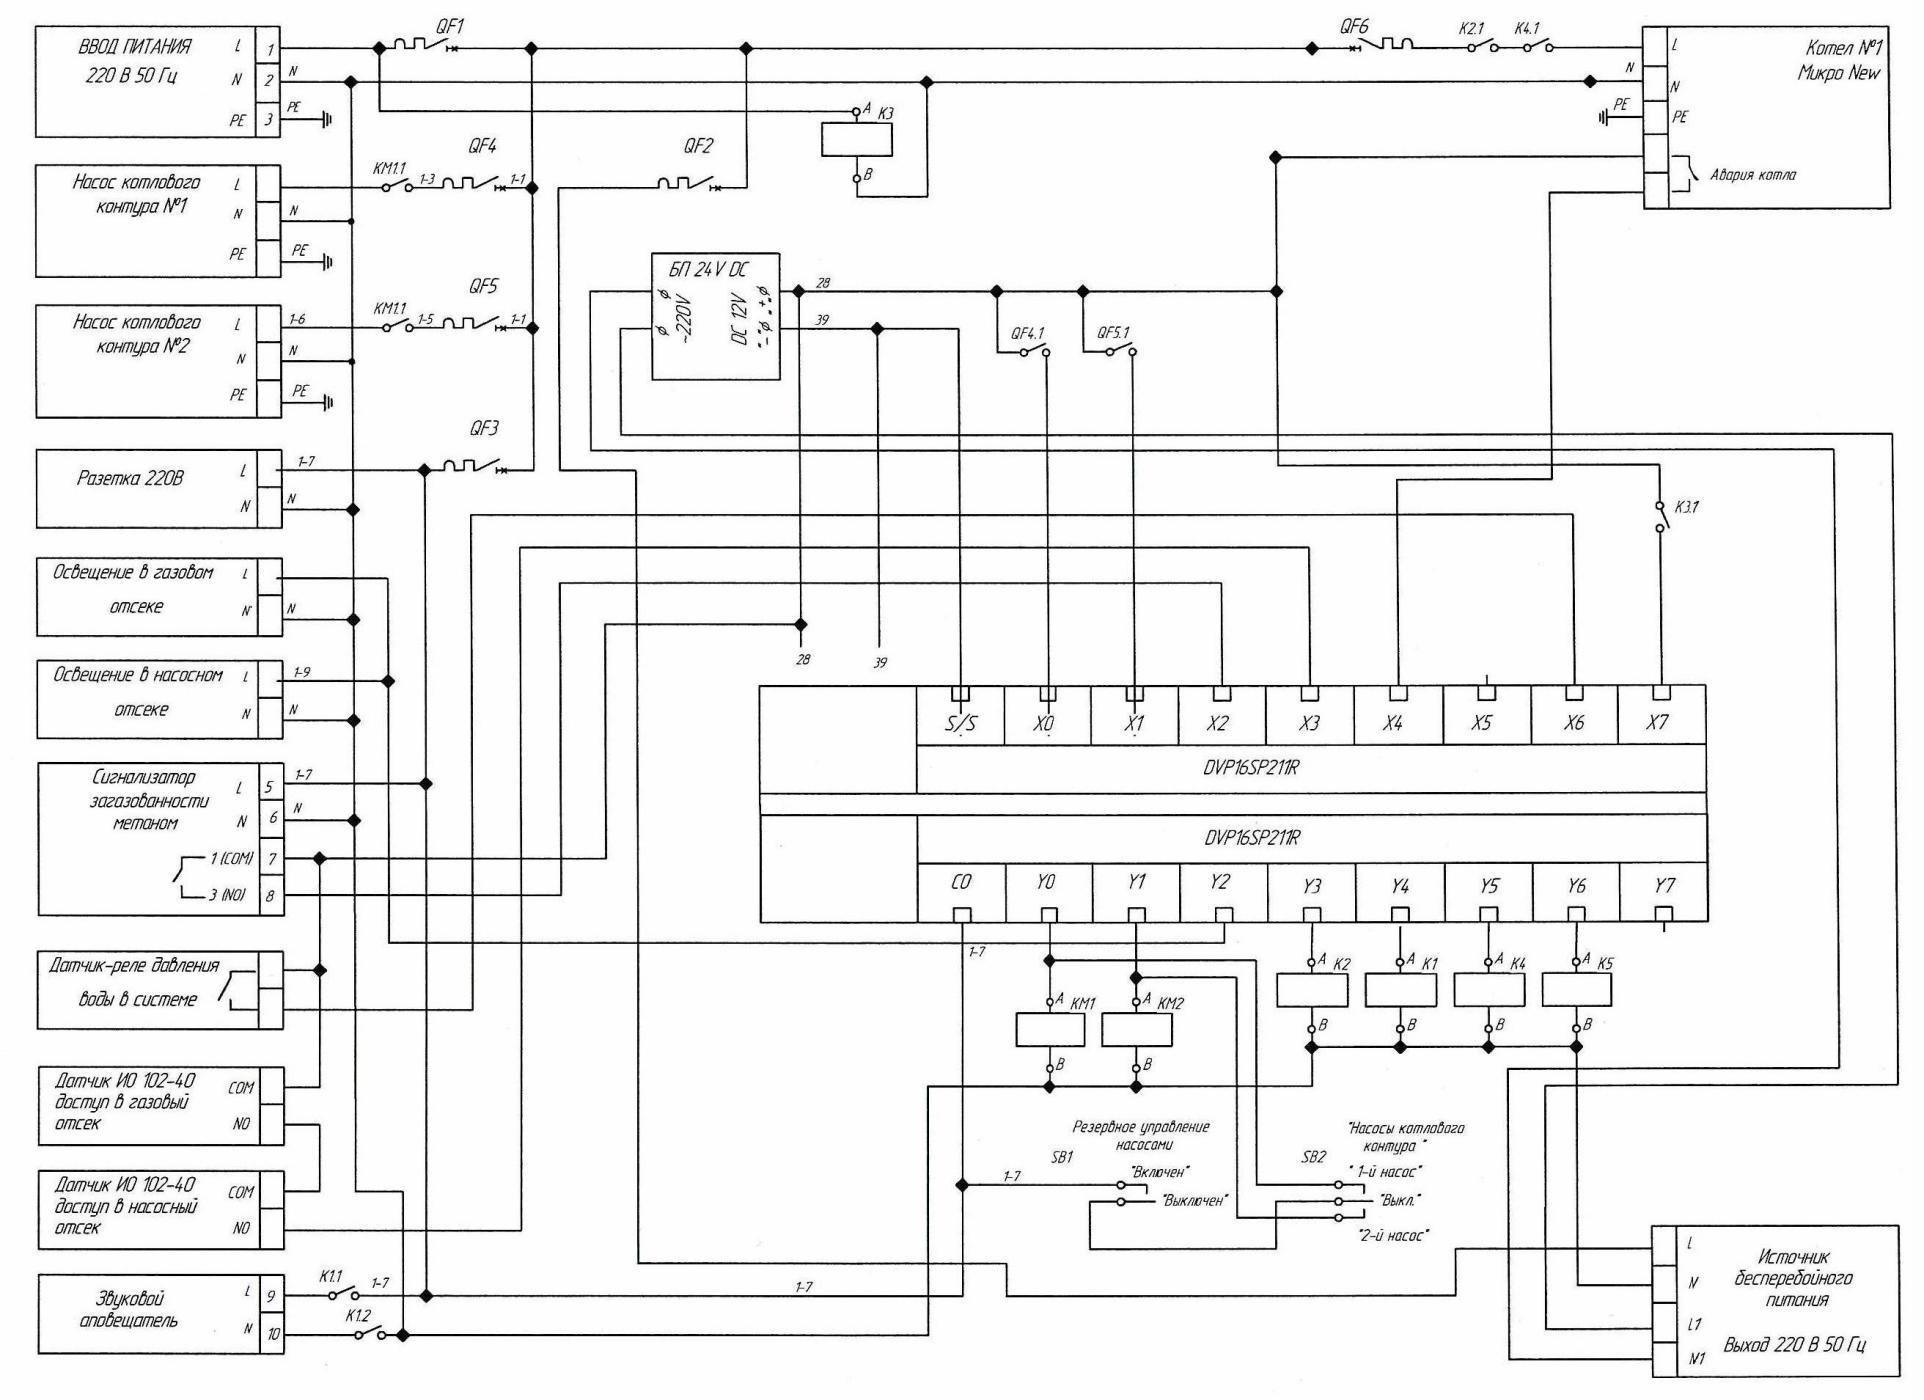 ВВОД ПИТАНИЯ
220 В 50 Гц
L 1
N 2 N
PE 3 PE
QF1
QF6
K2.1 K4.1
L
N N
PE PE
Котел №1
Микро New
Авария котла
A K3
B
Насос котлового
контура №1
L
N N
PE PE
KM1.1 1-3 QF4 1-1
QF2
Насос котлового
контура №2
L 1-6
N N
PE PE
KM1.1 1-5 QF5 1-1
БП 24V DC
~220V
DC 12V
"+"
"-"
28
39
QF4.1
QF5.1
QF3
Разетка 220В
L 1-7
N N
K3.1
Освещение в газовом
отсеке
L
N N
28
39
Освещение в насосном
отсеке
L 1-9
N N
S/S X0 X1 X2 X3 X4 X5 X6 X7
DVP16SP211R
DVP16SP211R
C0 Y0 Y1 Y2 Y3 Y4 Y5 Y6 Y7
Сигнализатор
загазованности
метаном
L 5 1-7
N 6 N
1 (COM) 7
3 (NO) 8
1-7
A K2
B
A K1
B
A K4
B
A K5
B
A KM1
B
A KM2
B
Датчик-реле давления
воды в системе
Датчик ИО 102-40
доступ в газовый
отсек
COM
NO
Датчик ИО 102-40
доступ в насосный
отсек
COM
NO
Резервное управление
насосами
SB1
1-7
"Включен"
"Выключен"
"Насосы котлового
контура "
SB2
" 1-й насос"
"Выкл."
"2-й насос"
Звуковой
оповещатель
L 9
N 10
K1.1 1-7
K1.2
1-7
L
N
L1
N1
Источник
бесперебойного
питания
Выход 220 В 50 Гц